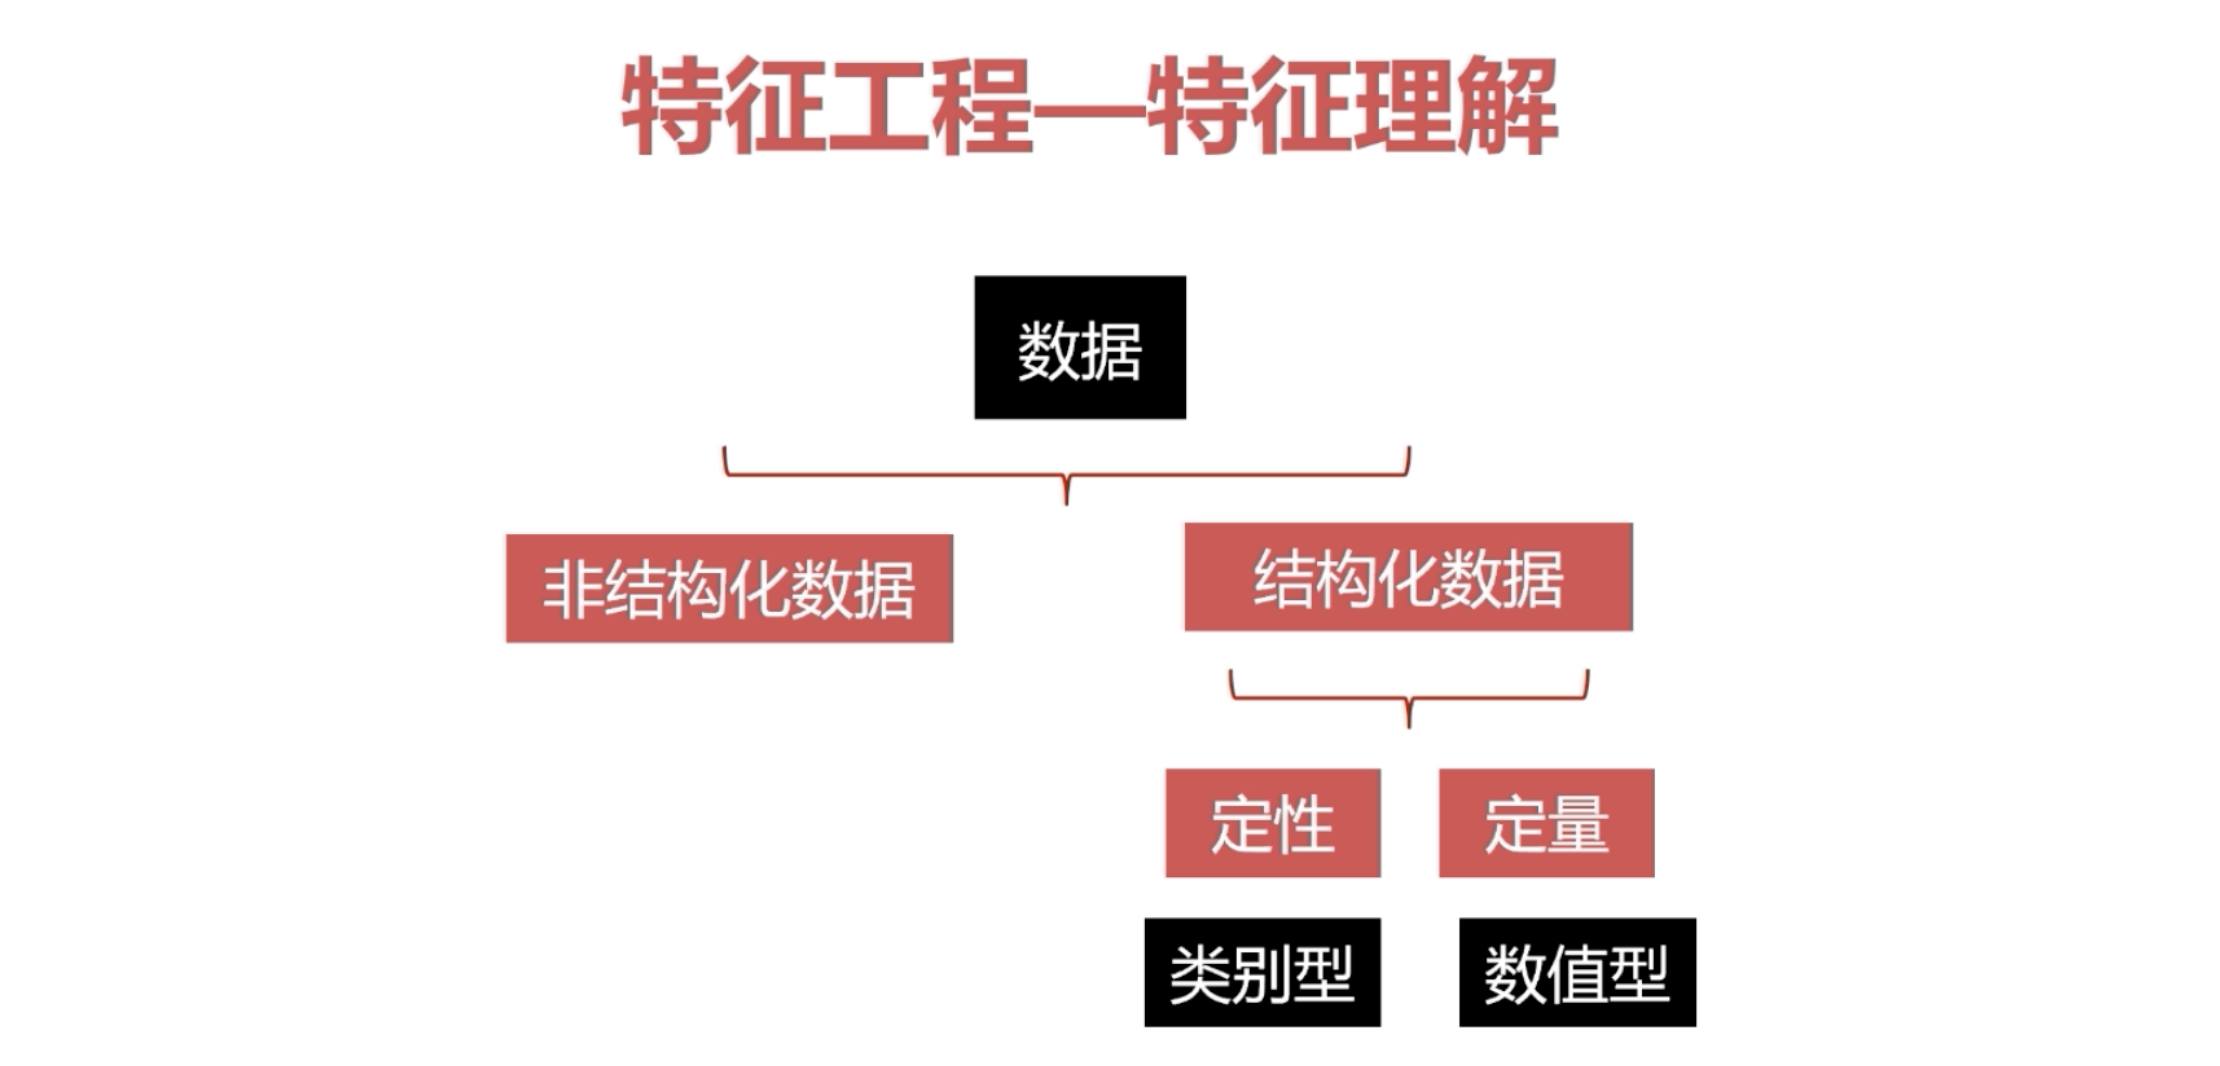 特征工程—特征理解
数据
非结构化数据
结构化数据
定性
定量
类别型
数值型